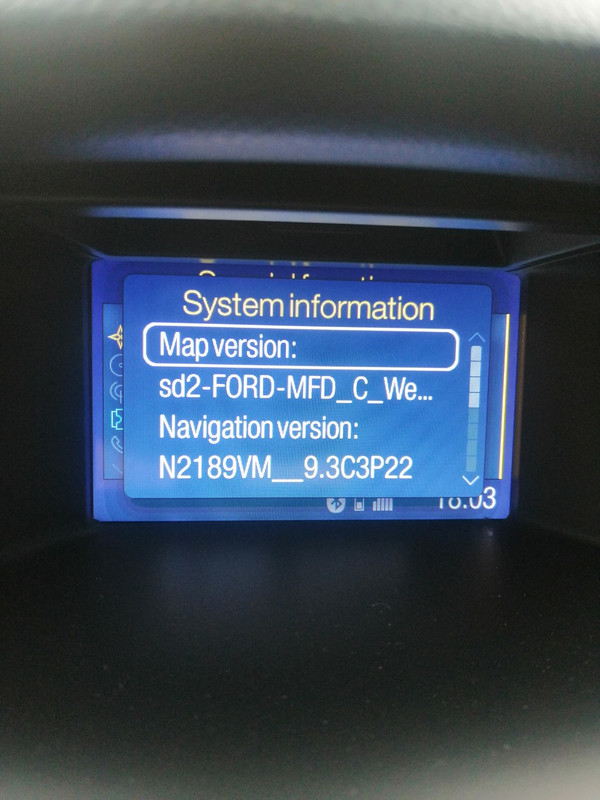 System information
Map version:
sd2-FORD-MFD_C_We...
Navigation version:
N2189VM__9.3C3P22